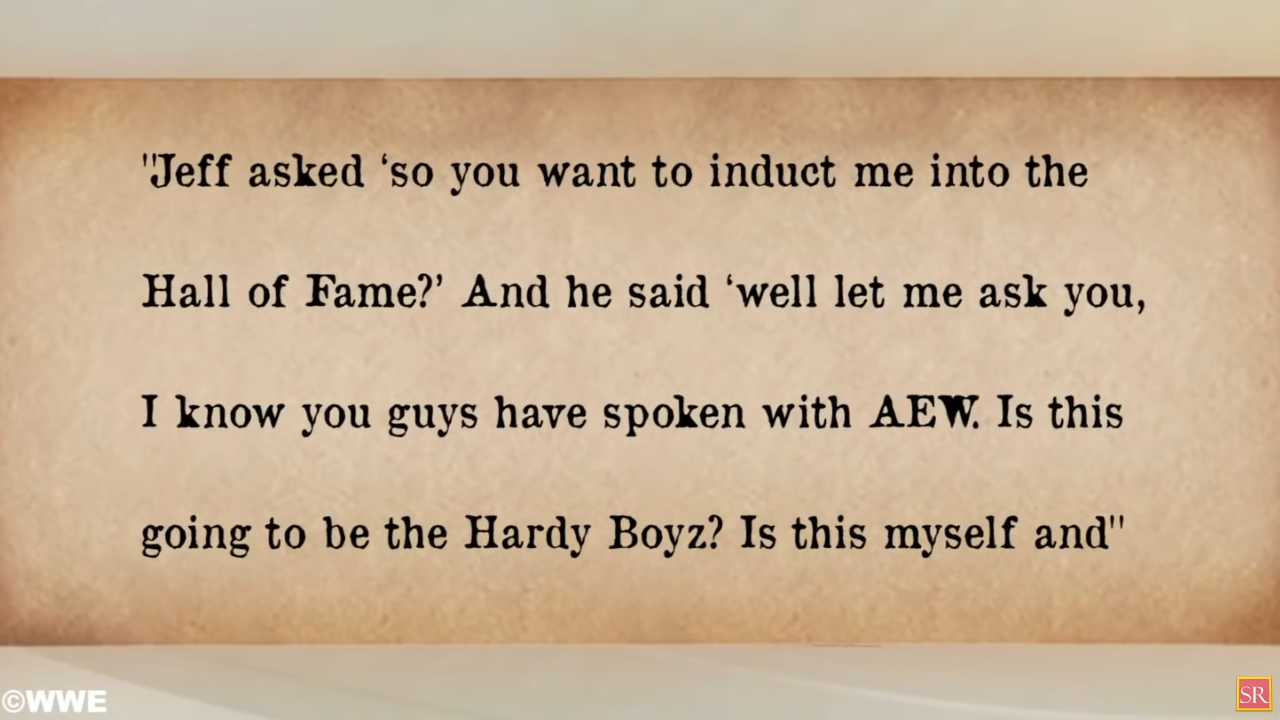 "Jeff asked ‘so you want to induct me into the
Hall of Fame?’ And he said ‘well let me ask you,
I know you guys have spoken with AEW. Is this
going to be the Hardy Boyz? Is this myself and"
©WWE
SR